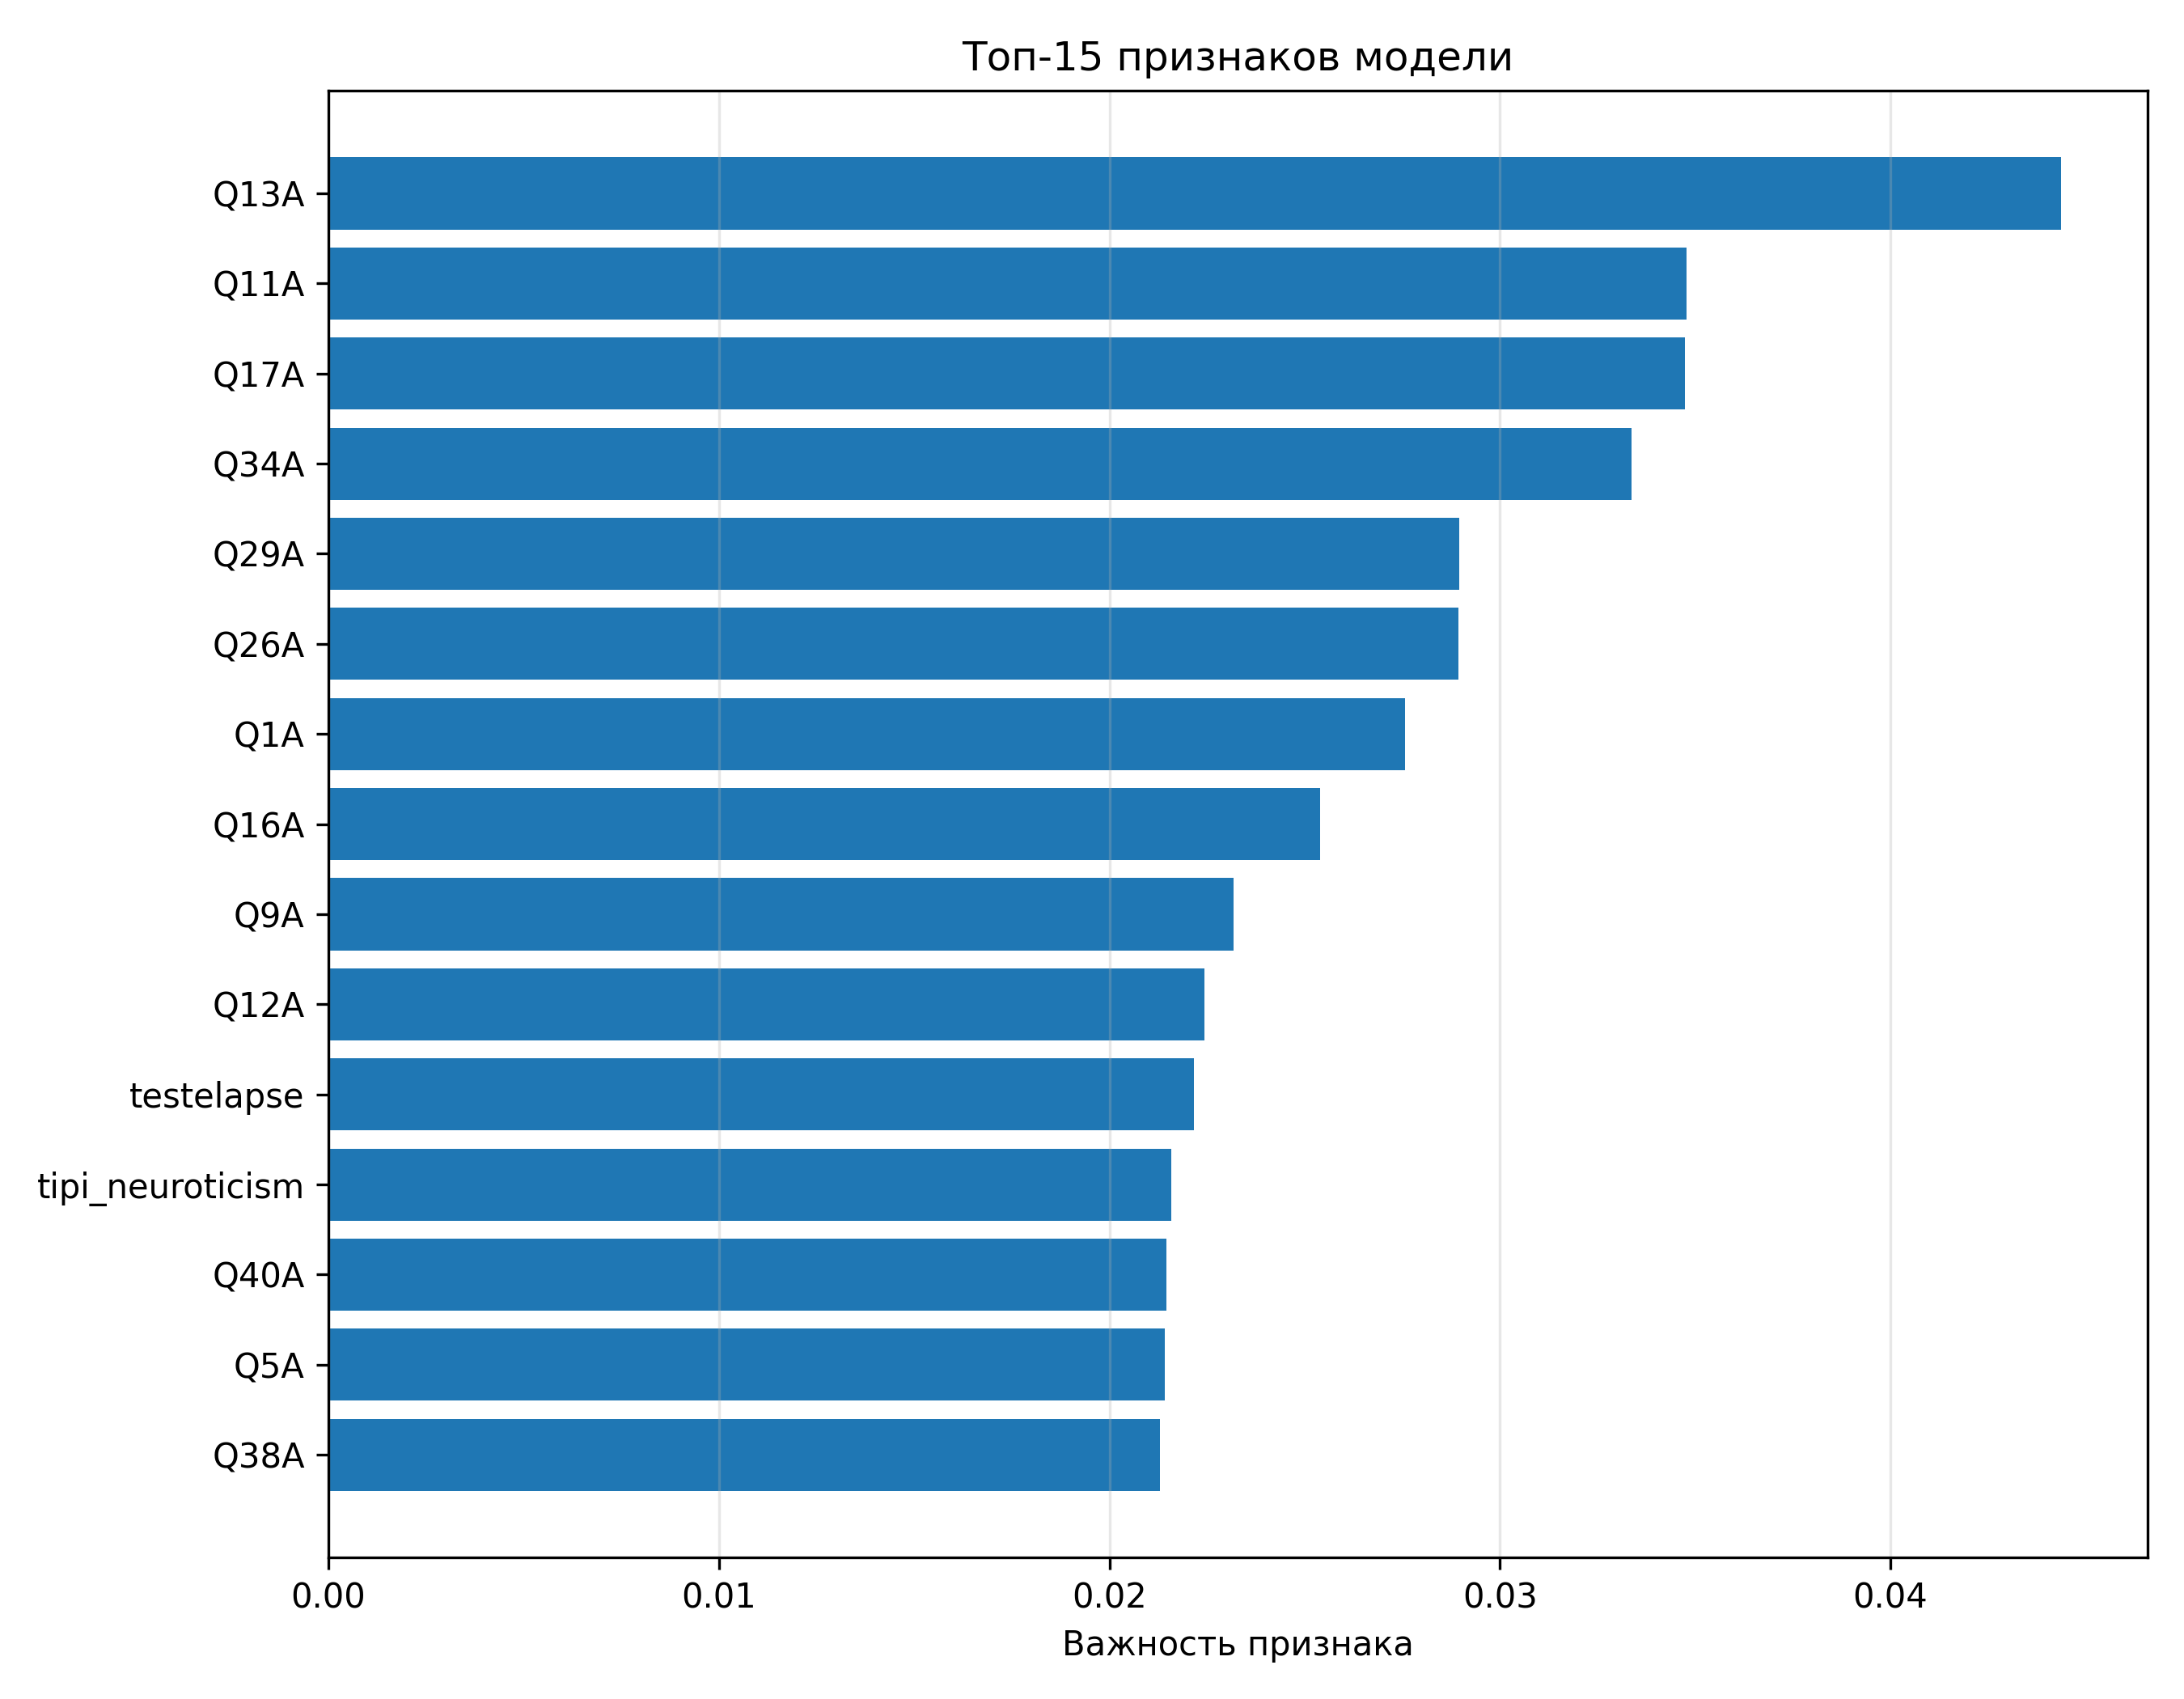 Топ-15 признаков модели
Q13A
Q11A
Q17A
Q34A
Q29A
Q26A
Q1A
Q16A
Q9A
Q12A
testelapse
tipi_neuroticism
Q40A
Q5A
Q38A
0.00 0.01 0.02 0.03 0.04
Важность признака